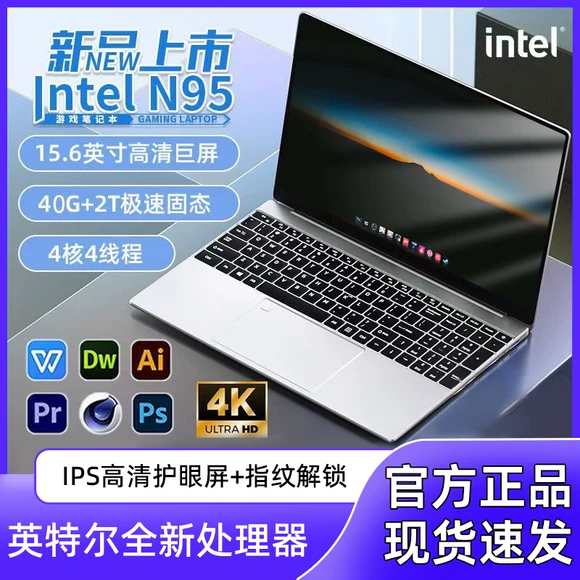 新品上市
NEW
intel
Intel N95
游戏笔记本 GAMING LAPTOP
15.6英寸高清巨屏
40G+2T极速固态
4核4线程
W Dw Ai
Pr Ps
4K
ULTRA HD
IPS高清护眼屏+指纹解锁
官方正品
现货速发
英特尔全新处理器